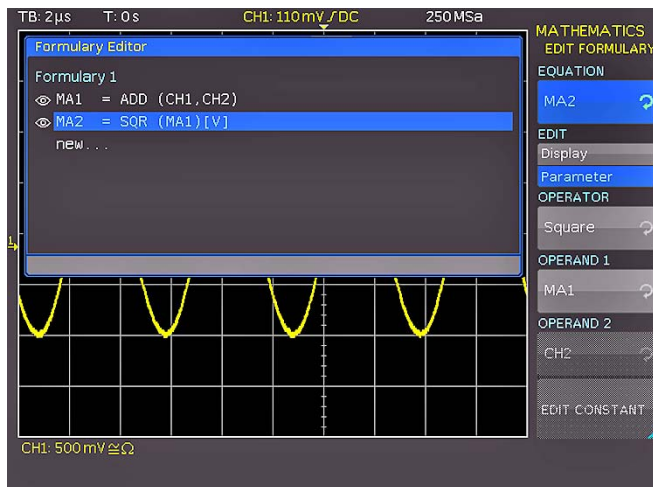 TB: 2µs T: 0s CH1: 110mV DC 250MSa
MATHEMATICS
EDIT FORMULARY
Formulary Editor
Formulary 1
MA1 = ADD (CH1,CH2)
MA2 = SQR (MA1)[V]
new...
EQUATION
MA2
EDIT
Display
Parameter
OPERATOR
Square
OPERAND 1
MA1
OPERAND 2
CH2
EDIT CONSTANT
1
CH1: 500mV≅Ω